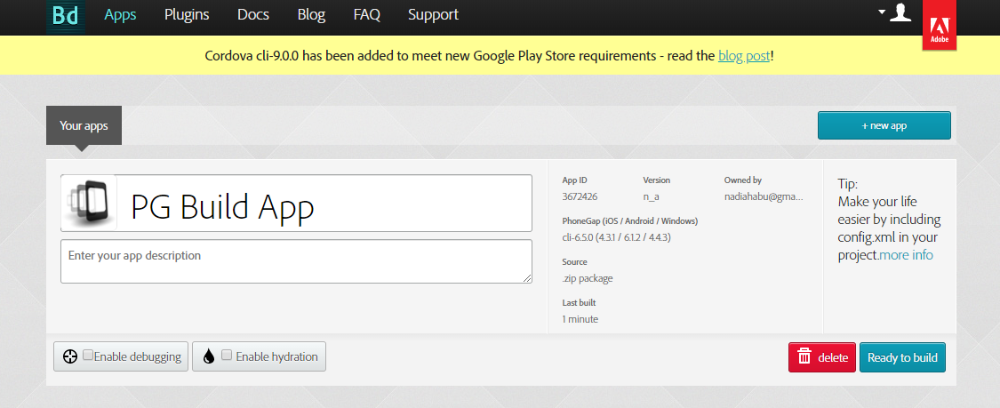 Bd Apps Plugins Docs Blog FAQ Support
Adobe
Cordova cli-9.0.0 has been added to meet new Google Play Store requirements - read the blog post!
Your apps
+ new app
PG Build App
Enter your app description
App ID Version Owned by
3672426 n_a nadiahabu@gma...
PhoneGap (iOS / Android / Windows)
cli-6.5.0 (4.3.1 / 6.1.2 / 4.4.3)
Source
.zip package
Last built
1 minute
Tip:
Make your life
easier by including
config.xml in your
project.more info
Enable debugging Enable hydration
delete Ready to build